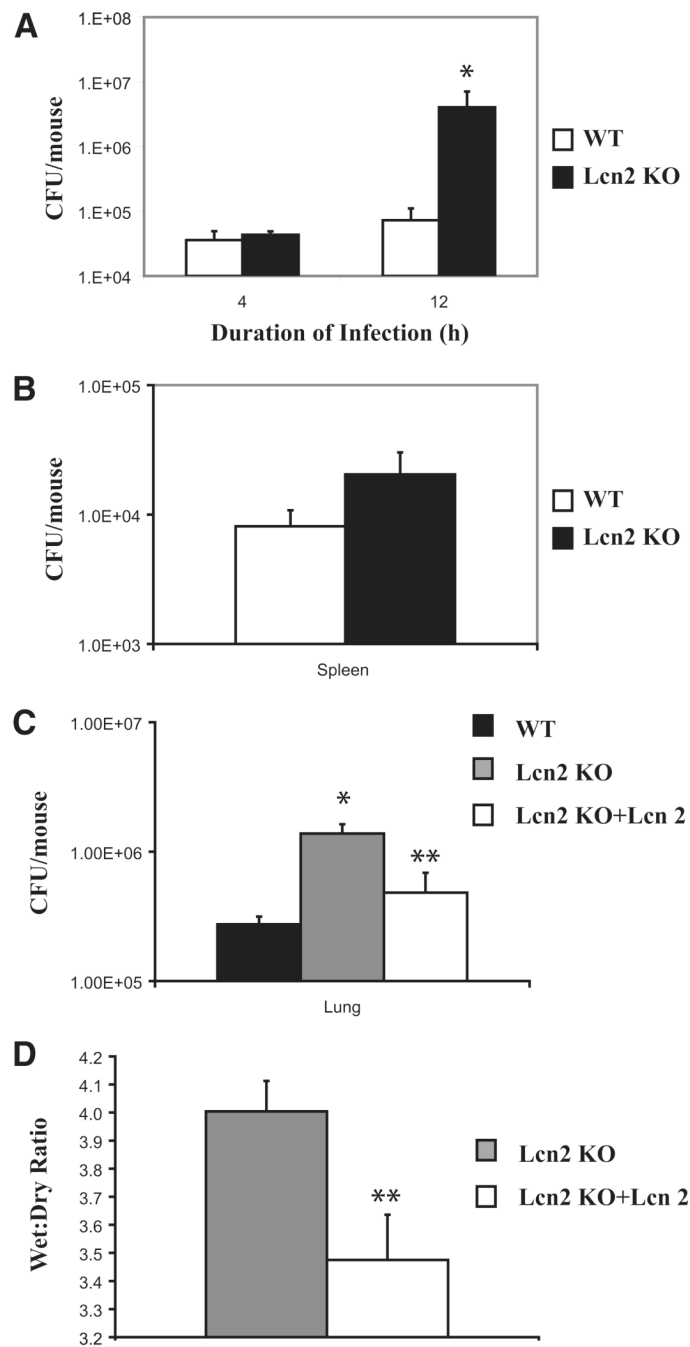 A
1.E+08
1.E+07
1.E+06
1.E+05
1.E+04
CFU/mouse
*
4
12
Duration of Infection (h)
WT
Lcn2 KO
B
1.0E+05
1.0E+04
1.0E+03
CFU/mouse
Spleen
WT
Lcn2 KO
C
1.00E+07
1.00E+06
1.00E+05
CFU/mouse
*
**
Lung
WT
Lcn2 KO
Lcn2 KO+Lcn 2
D
4.2
4.1
4.0
3.9
3.8
3.7
3.6
3.5
3.4
3.3
3.2
Wet:Dry Ratio
**
Lcn2 KO
Lcn2 KO+Lcn 2